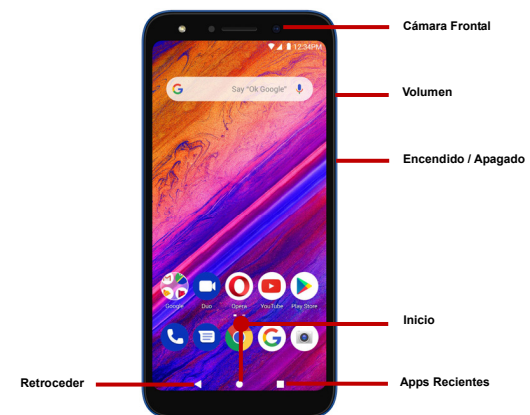 Cámara Frontal
12:34PM
Say "Ok Google"
Volumen
Encendido / Apagado
Google Duo Opera YouTube Play Store
Inicio
Retroceder
Apps Recientes